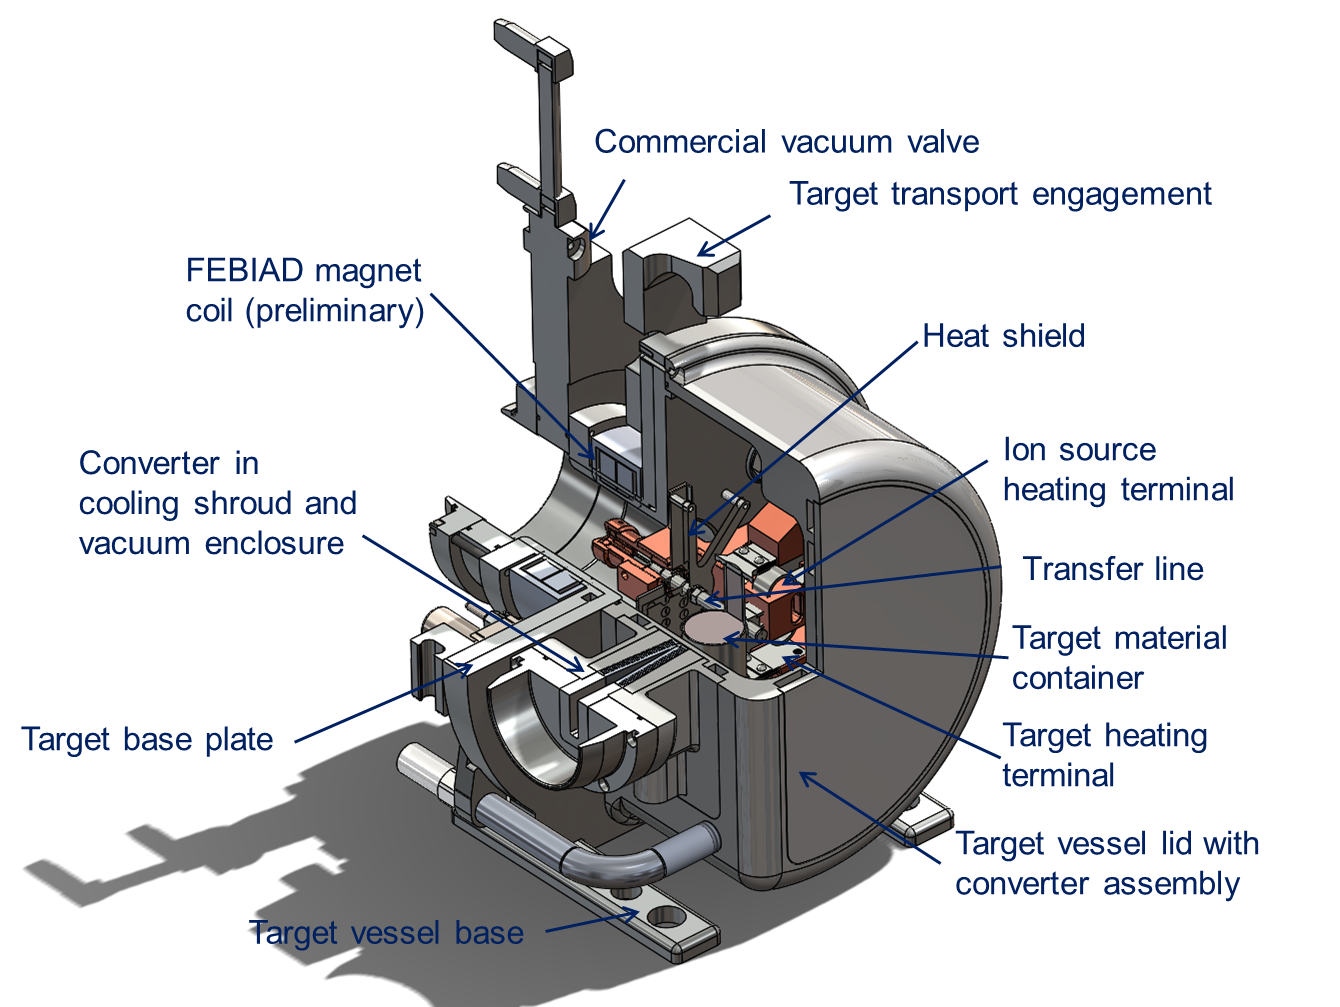 Commercial vacuum valve
Target transport engagement
FEBIAD magnet
coil (preliminary)
Heat shield
Converter in
cooling shroud and
vacuum enclosure
Ion source
heating terminal
Transfer line
Target material
container
Target base plate
Target heating
terminal
Target vessel lid with
converter assembly
Target vessel base